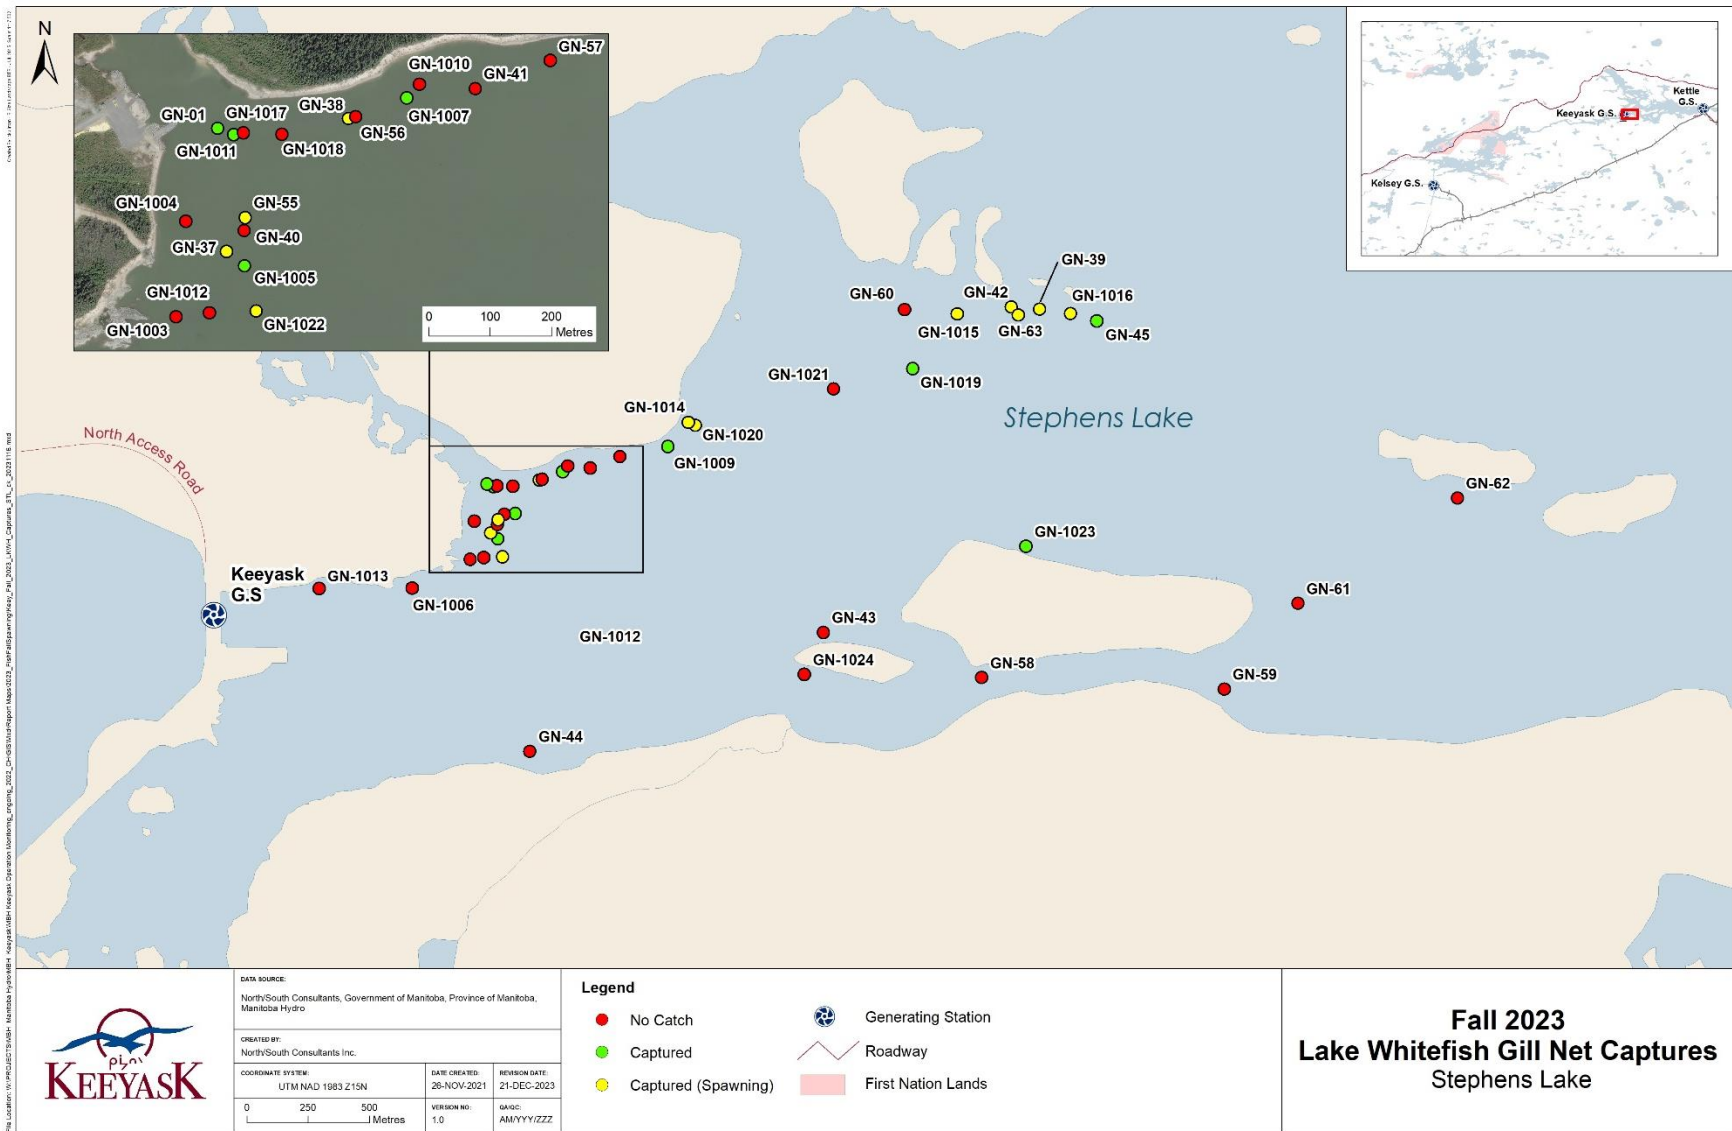 N
GN-57
GN-1010
GN-41
GN-38
GN-1017
GN-01
GN-1007
GN-56
GN-1011
GN-1018
GN-1004
GN-55
GN-40
GN-37
GN-1005
GN-1012
GN-1022
GN-1003
0 100 200
Metres
Kettle
G.S.
Keeyask G.S.
Kelsey G.S.
GN-39
GN-60
GN-42
GN-1016
GN-1015
GN-63
GN-45
GN-1021
GN-1019
GN-1014
GN-1020
Stephens Lake
GN-1009
North Access Road
GN-62
GN-1023
Keeyask
G.S
GN-1013
GN-1006
GN-61
GN-1012
GN-43
GN-1024
GN-58
GN-59
GN-44
KEEYASK
DATA SOURCE:
North/South Consultants, Government of Manitoba, Province of Manitoba,
Manitoba Hydro
CREATED BY:
North/South Consultants Inc.
COORDINATE SYSTEM:
UTM NAD 1983 Z15N
DATE CREATED:
26-NOV-2021
REVISION DATE:
21-DEC-2023
0 250 500
Metres
VERSION NO:
1.0
QA/QC:
AM/YYY/ZZZ
Legend
No Catch
Captured
Captured (Spawning)
Generating Station
Roadway
First Nation Lands
Fall 2023
Lake Whitefish Gill Net Captures
Stephens Lake